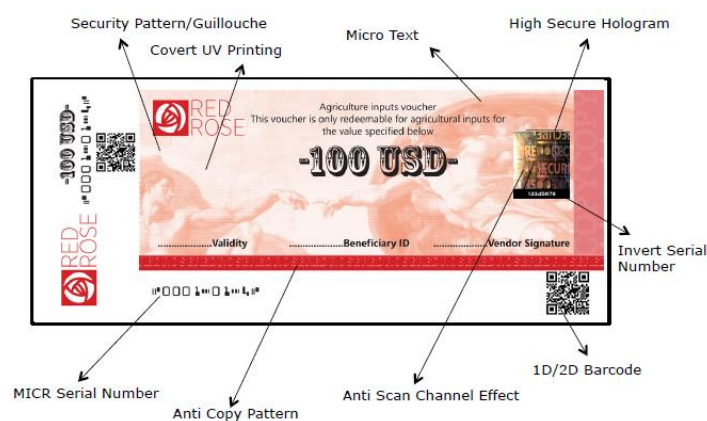 Security Pattern/Guillouche
Covert UV Printing
Micro Text
High Secure Hologram
RED
ROSE
Agriculture inputs voucher
This voucher is only redeemable for agricultural inputs for
the value specified below
-100 USD-
-100 USD-
RED
ROSE
..................Validity
..................Beneficiary ID
..................Vendor Signature
Invert Serial
Number
1D/2D Barcode
MICR Serial Number
Anti Copy Pattern
Anti Scan Channel Effect